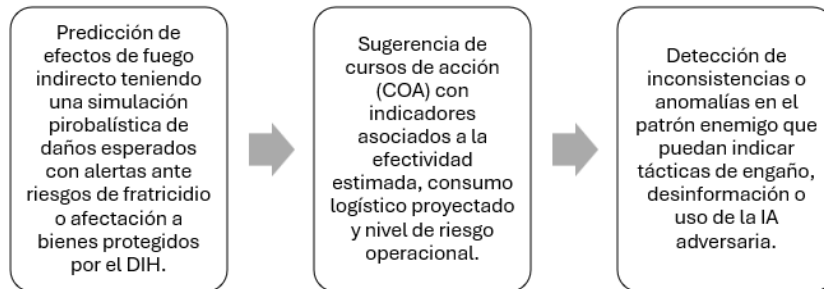 Predicción de
efectos de fuego
indirecto teniendo
una simulación
pirobalística de
daños esperados
con alertas ante
riesgos de fratricidio
o afectación a
bienes protegidos
por el DIH.
Sugerencia de
cursos de acción
(COA) con
indicadores
asociados a la
efectividad
estimada, consumo
logístico proyectado
y nivel de riesgo
operacional.
Detección de
inconsistencias o
anomalías en el
patrón enemigo que
puedan indicar
tácticas de engaño,
desinformación o
uso de la IA
adversaria.